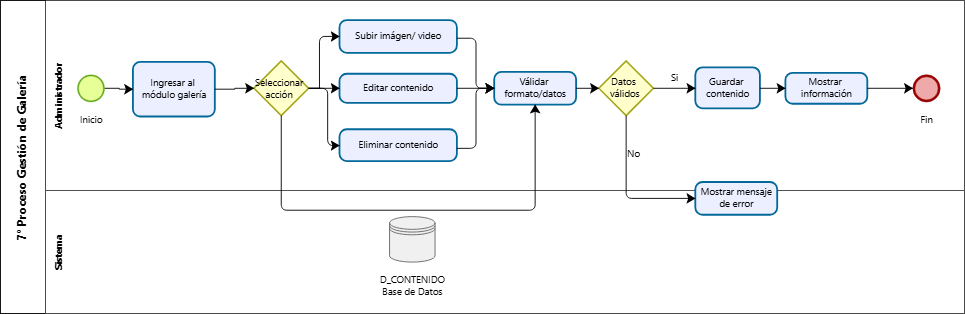 7° Proceso Gestión de Galería
Administrador
Inicio
Ingresar al
módulo galería
Seleccionar
acción
Subir imágen/ video
Editar contenido
Eliminar contenido
Válidar
formato/datos
Datos
válidos
Si
No
Guardar
contenido
Mostrar
información
Fin
Sistema
Mostrar mensaje
de error
D_CONTENIDO
Base de Datos